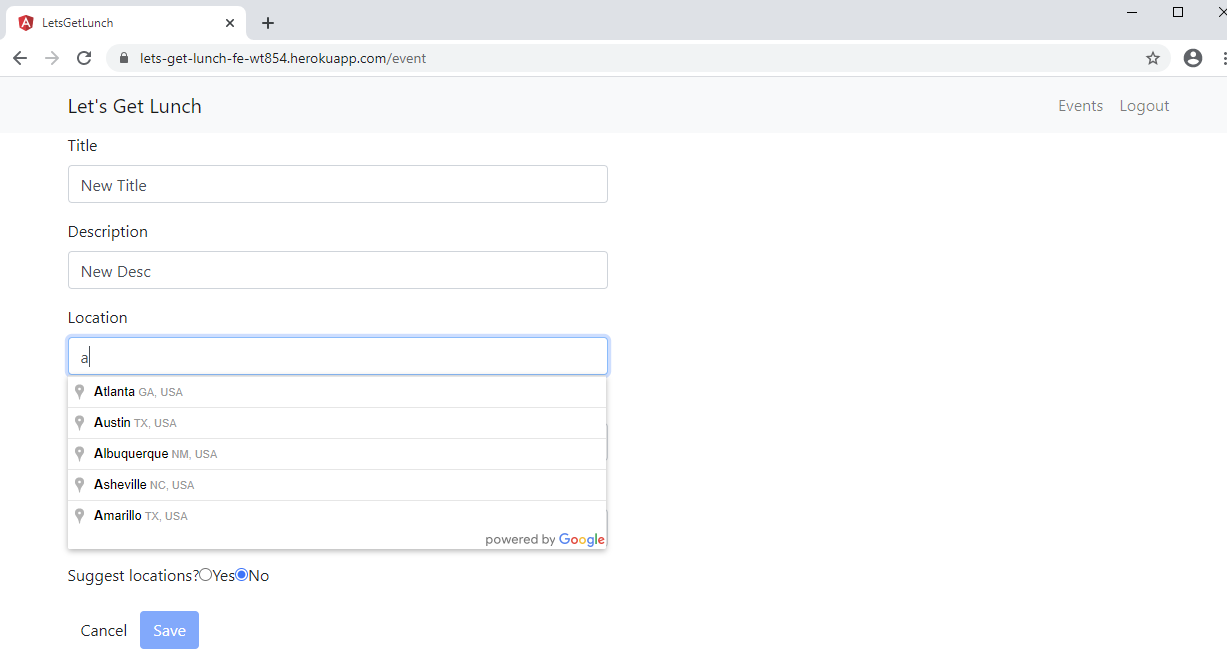 LetsGetLunch
lets-get-lunch-fe-wt854.herokuapp.com/event
Let's Get Lunch Events Logout
Title
New Title
Description
New Desc
Location
a
Atlanta GA, USA
Austin TX, USA
Albuquerque NM, USA
Asheville NC, USA
Amarillo TX, USA
powered by Google
Suggest locations?YesNo
Cancel Save